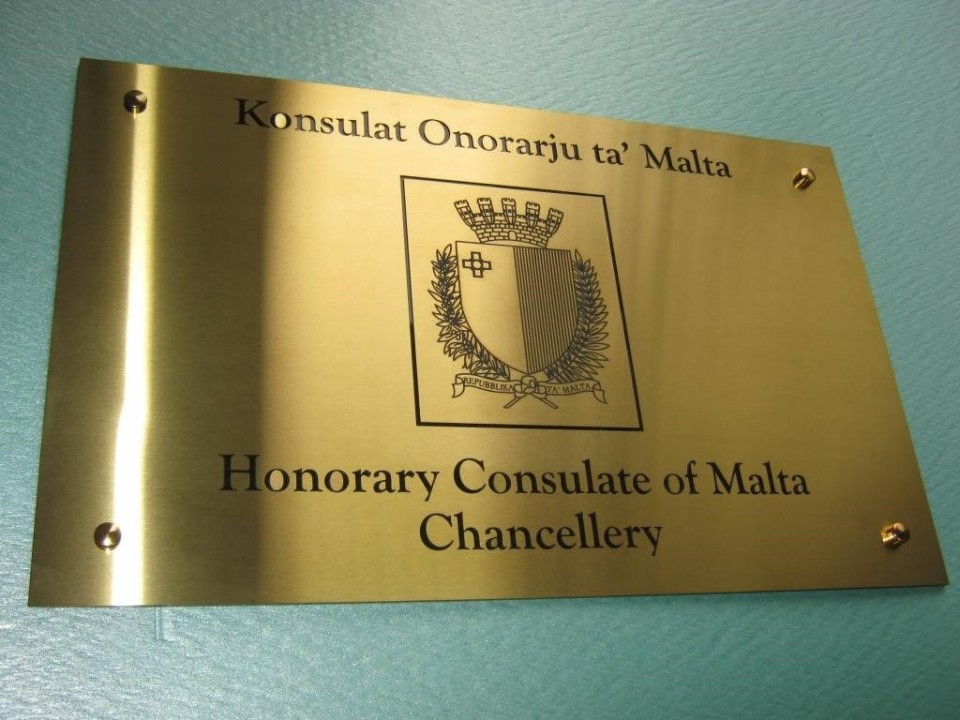 Konsulat Onorarju ta' Malta
REPUBBLIKA TA' MALTA
Honorary Consulate of Malta
Chancellery